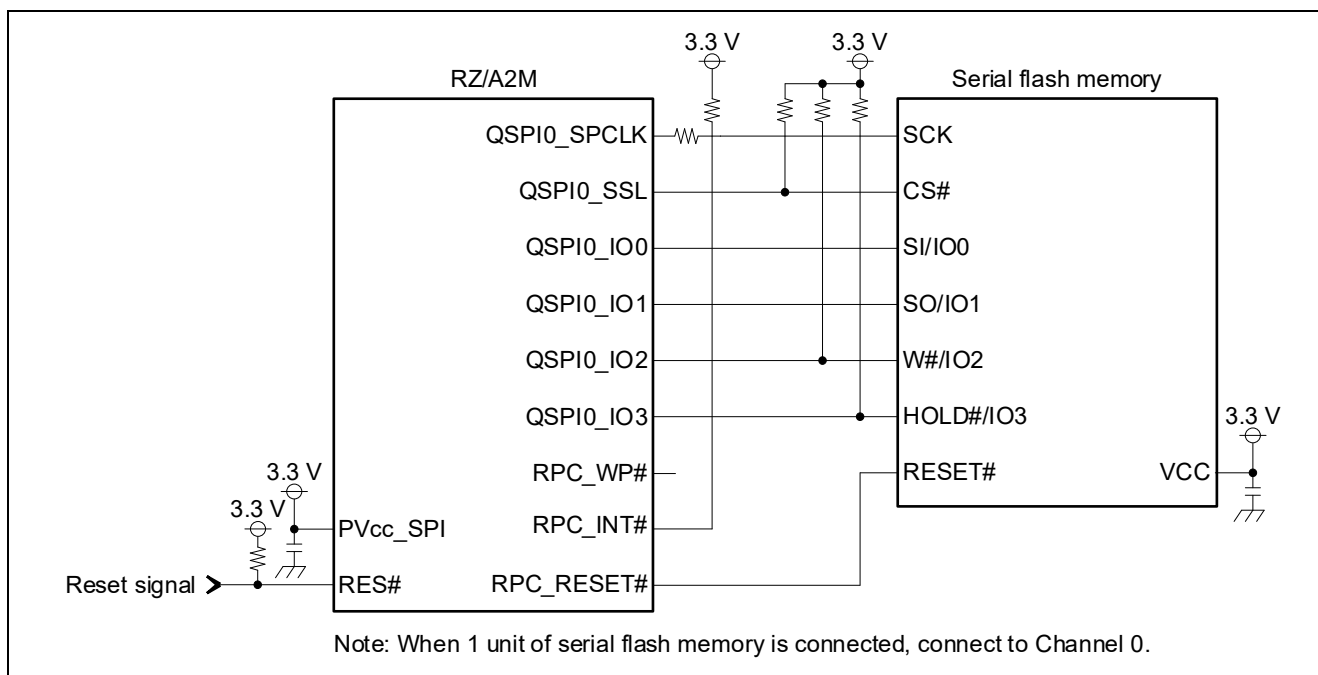 3.3 V
3.3 V
RZ/A2M
Serial flash memory
QSPI0_SPCLK
SCK
QSPI0_SSL
CS#
QSPI0_IO0
SI/IO0
QSPI0_IO1
SO/IO1
QSPI0_IO2
W#/IO2
QSPI0_IO3
HOLD#/IO3
3.3 V
3.3 V
RPC_WP#
RESET#
VCC
3.3 V
PVcc_SPI
RPC_INT#
Reset signal
RES#
RPC_RESET#
Note: When 1 unit of serial flash memory is connected, connect to Channel 0.